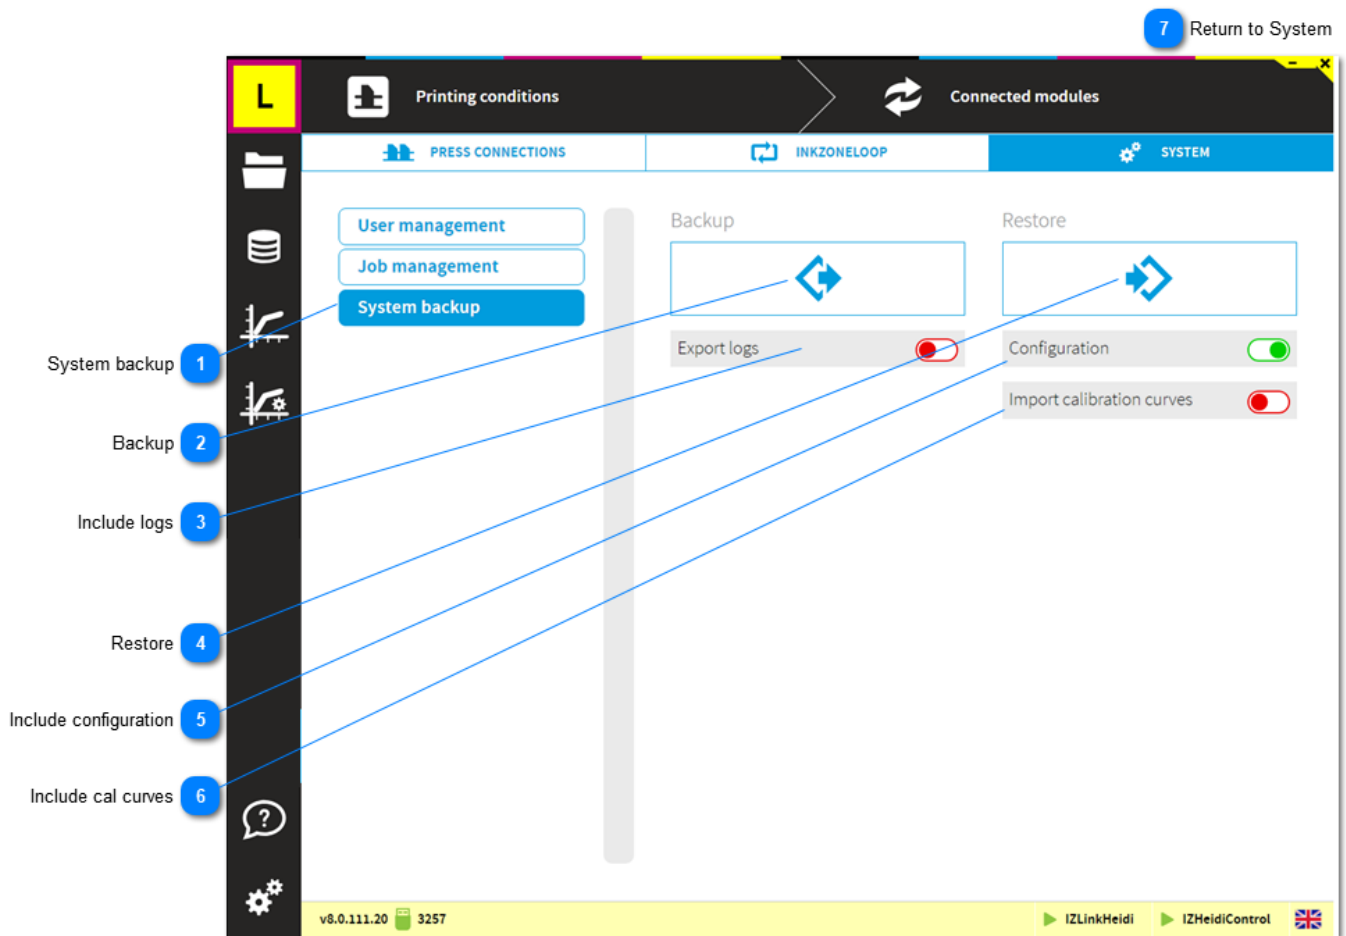 7 Return to System
L
Printing conditions
Connected modules
PRESS CONNECTIONS
INKZONELOOP
SYSTEM
User management
Job management
System backup
Backup
Restore
Export logs
Configuration
Import calibration curves
System backup 1
Backup 2
Include logs 3
Restore 4
Include configuration 5
Include cal curves 6
?
v8.0.111.20 3257
IZLinkHeidi
IZHeidiControl